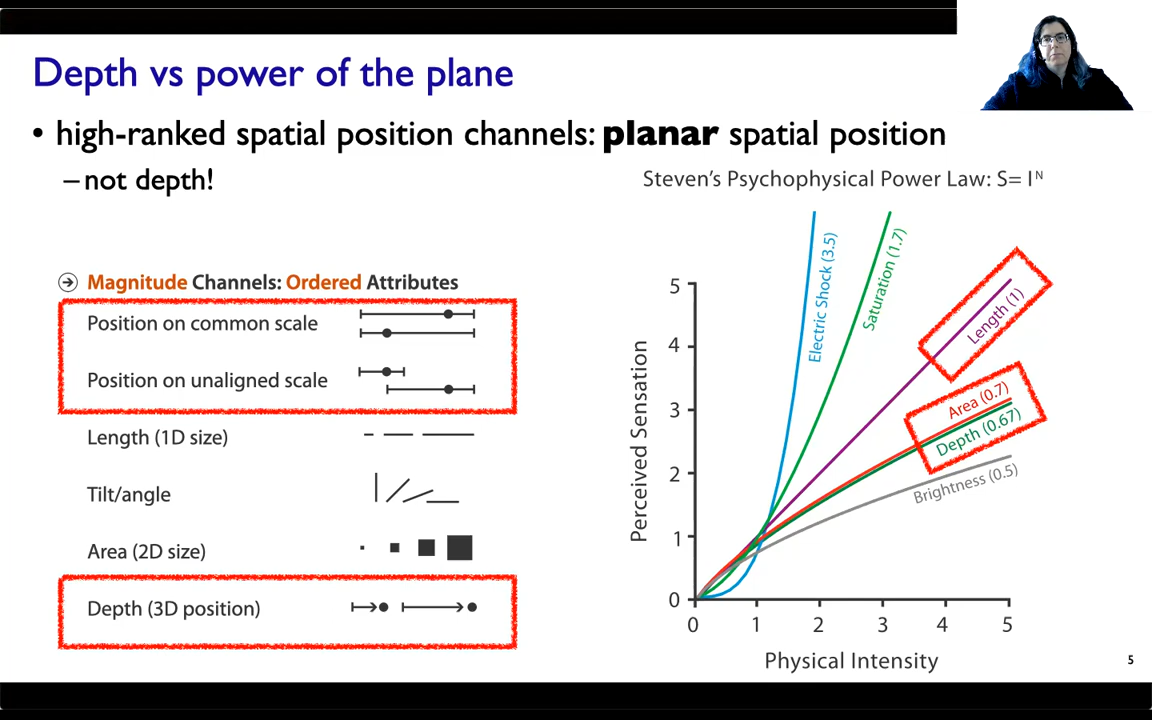 Depth vs power of the plane
• high-ranked spatial position channels: planar spatial position
– not depth!
Magnitude Channels: Ordered Attributes
Position on common scale
Position on unaligned scale
Length (1D size)
Tilt/angle
Area (2D size)
Depth (3D position)
Steven's Psychophysical Power Law: S= I^N
Perceived Sensation
5
4
3
2
1
0
0 1 2 3 4 5
Physical Intensity
Electric Shock (3.5)
Saturation (1.7)
Length (1)
Area (0.7)
Depth (0.67)
Brightness (0.5)
5